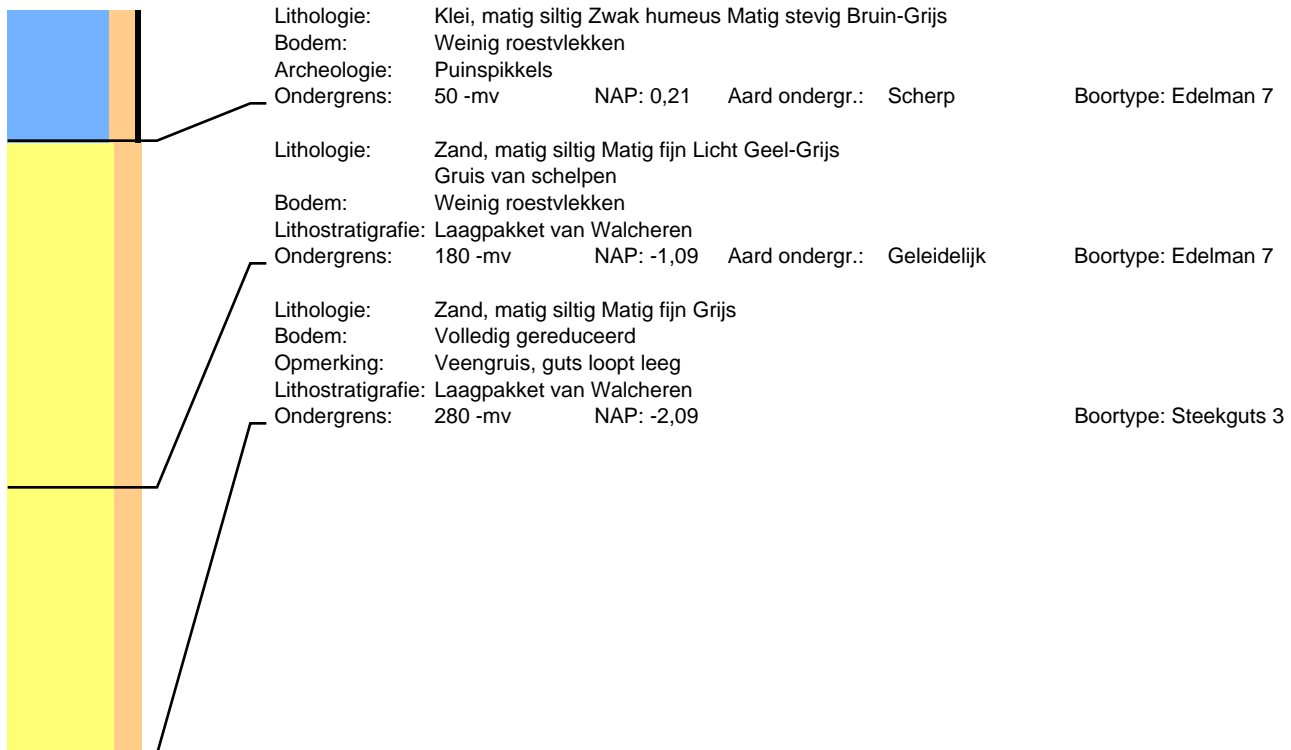 Lithologie: Klei, matig siltig Zwak humeus Matig stevig Bruin-Grijs
Bodem: Weinig roestvlekken
Archeologie: Puinspikkels
Ondergrens: 50 -mv NAP: 0,21 Aard ondergr.: Scherp Boortype: Edelman 7
Lithologie: Zand, matig siltig Matig fijn Licht Geel-Grijs
Gruis van schelpen
Bodem: Weinig roestvlekken
Lithostratigrafie: Laagpakket van Walcheren
Ondergrens: 180 -mv NAP: -1,09 Aard ondergr.: Geleidelijk Boortype: Edelman 7
Lithologie: Zand, matig siltig Matig fijn Grijs
Bodem: Volledig gereduceerd
Opmerking: Veengruis, guts loopt leeg
Lithostratigrafie: Laagpakket van Walcheren
Ondergrens: 280 -mv NAP: -2,09 Boortype: Steekguts 3